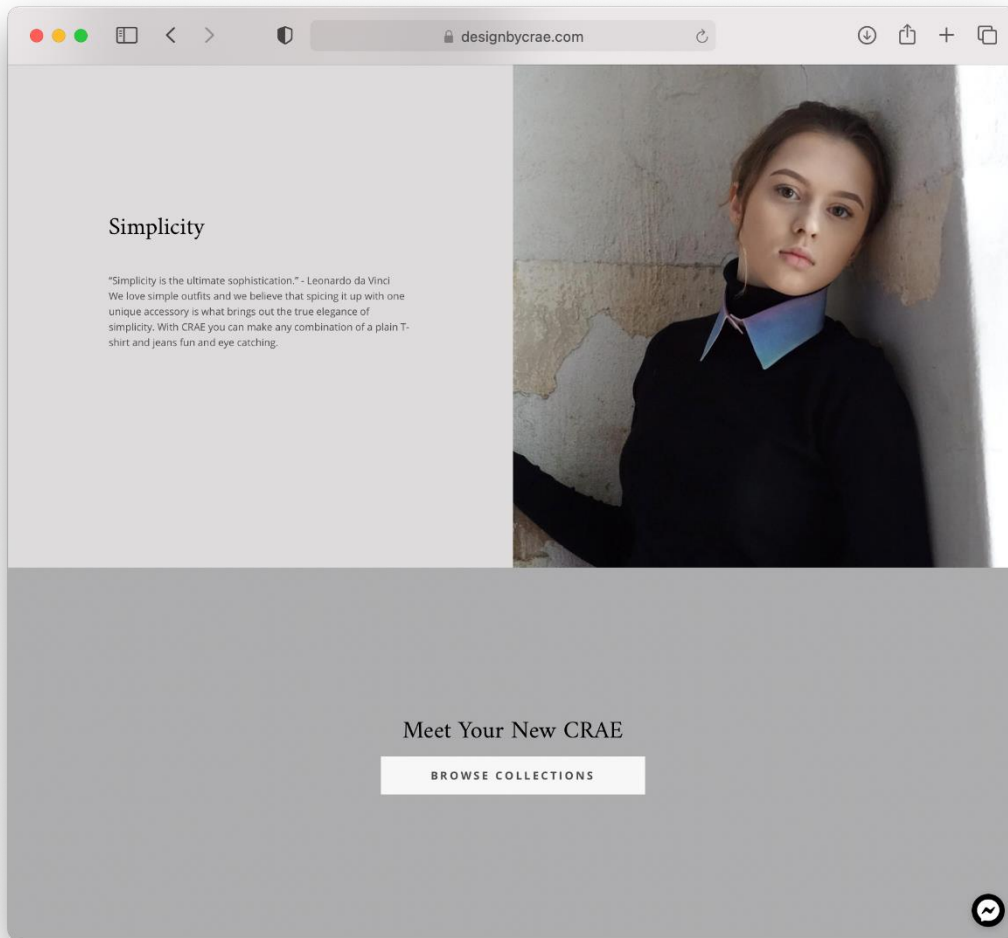 designbycrae.com
Simplicity
“Simplicity is the ultimate sophistication.” - Leonardo da Vinci
We love simple outfits and we believe that spicing it up with one
unique accessory is what brings out the true elegance of
simplicity. With CRAE you can make any combination of a plain T-
shirt and jeans fun and eye catching.
Meet Your New CRAE
BROWSE COLLECTIONS